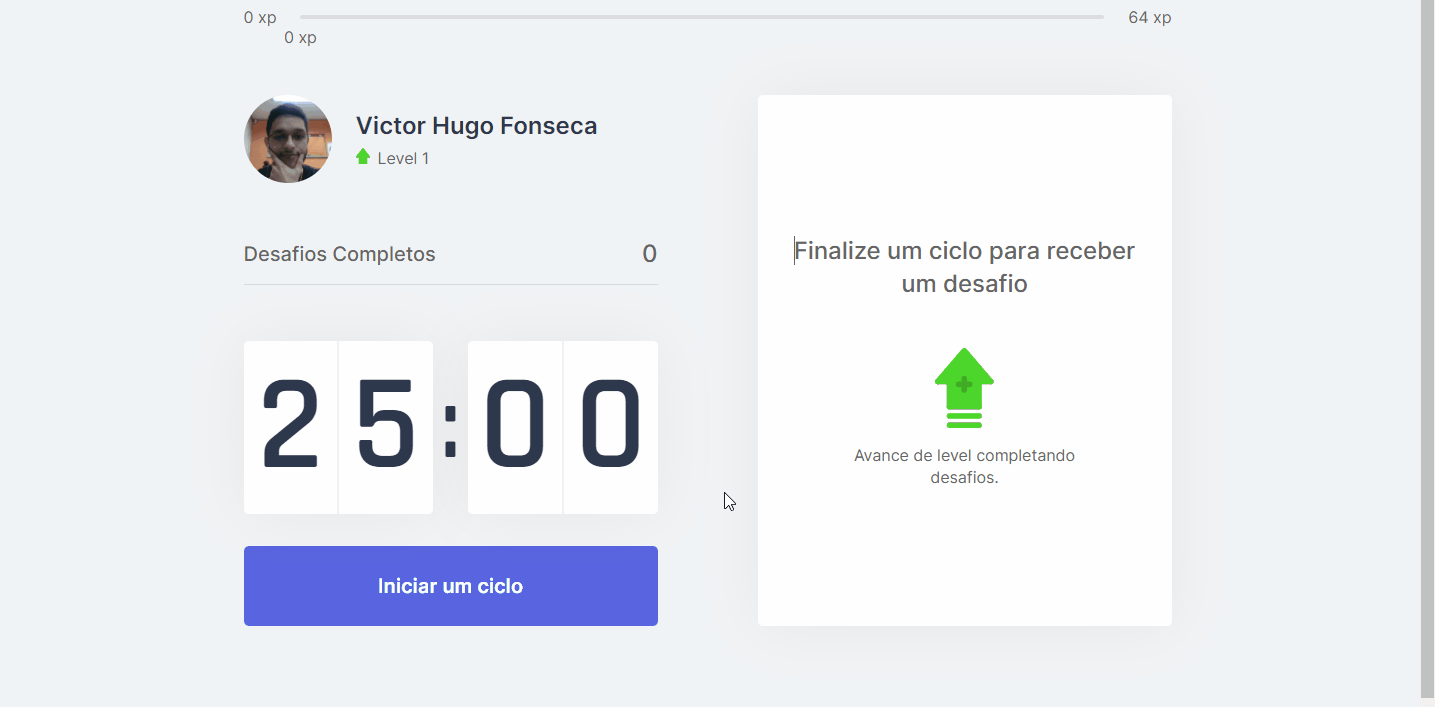 0 xp
64 xp
0 xp
Victor Hugo Fonseca
Level 1
Desafios Completos
0
25:00
Iniciar um ciclo
Finalize um ciclo para receber
um desafio
Avance de level completando
desafios.